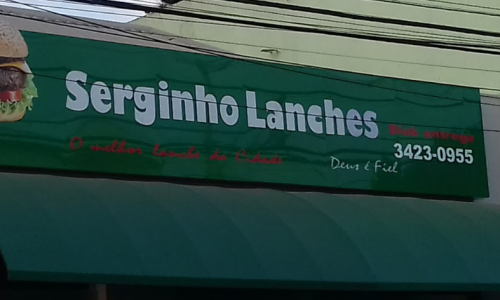 Serginho Lanches
Disk entrega
3423-0955
O melhor lanche da Cidade
Deus é Fiel